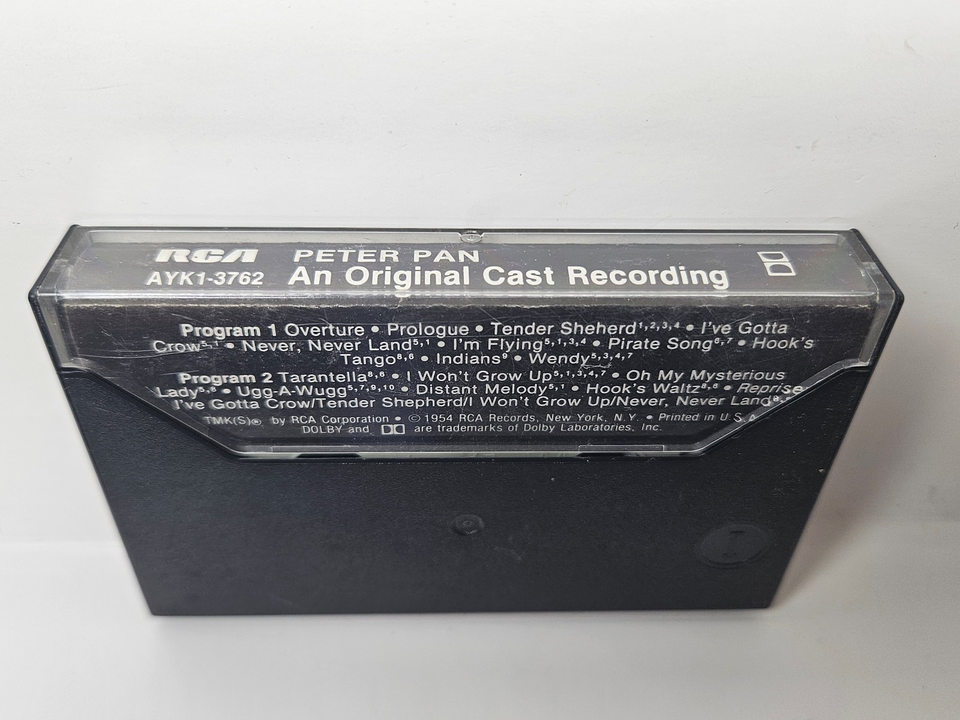 RCA PETER PAN
AYK1-3762 An Original Cast Recording
Program 1 Overture • Prologue • Tender Sheherd¹,²,³,⁴ • I've Gotta
Crow⁵,¹ • Never, Never Land⁵,¹ • I'm Flying⁵,¹,³,⁴ • Pirate Song⁶,⁷ • Hook's
Tango⁸,⁶ • Indians⁹ • Wendy⁵,³,⁴,⁷
Program 2 Tarantella⁸,⁶ • I Won't Grow Up⁵,¹,³,⁴,⁷ • Oh My Mysterious
Lady⁵,⁸ • Ugg-A-Wugg⁵,⁷,⁹,¹⁰ • Distant Melody⁵,¹ • Hook's Waltz⁸,⁶ • Reprise
I've Gotta Crow/Tender Shepherd/I Won't Grow Up/Never, Never Land
TMK(S)® by RCA Corporation • © 1954 RCA Records, New York, N.Y. • Printed in U.S.A.
DOLBY and are trademarks of Dolby Laboratories, Inc.